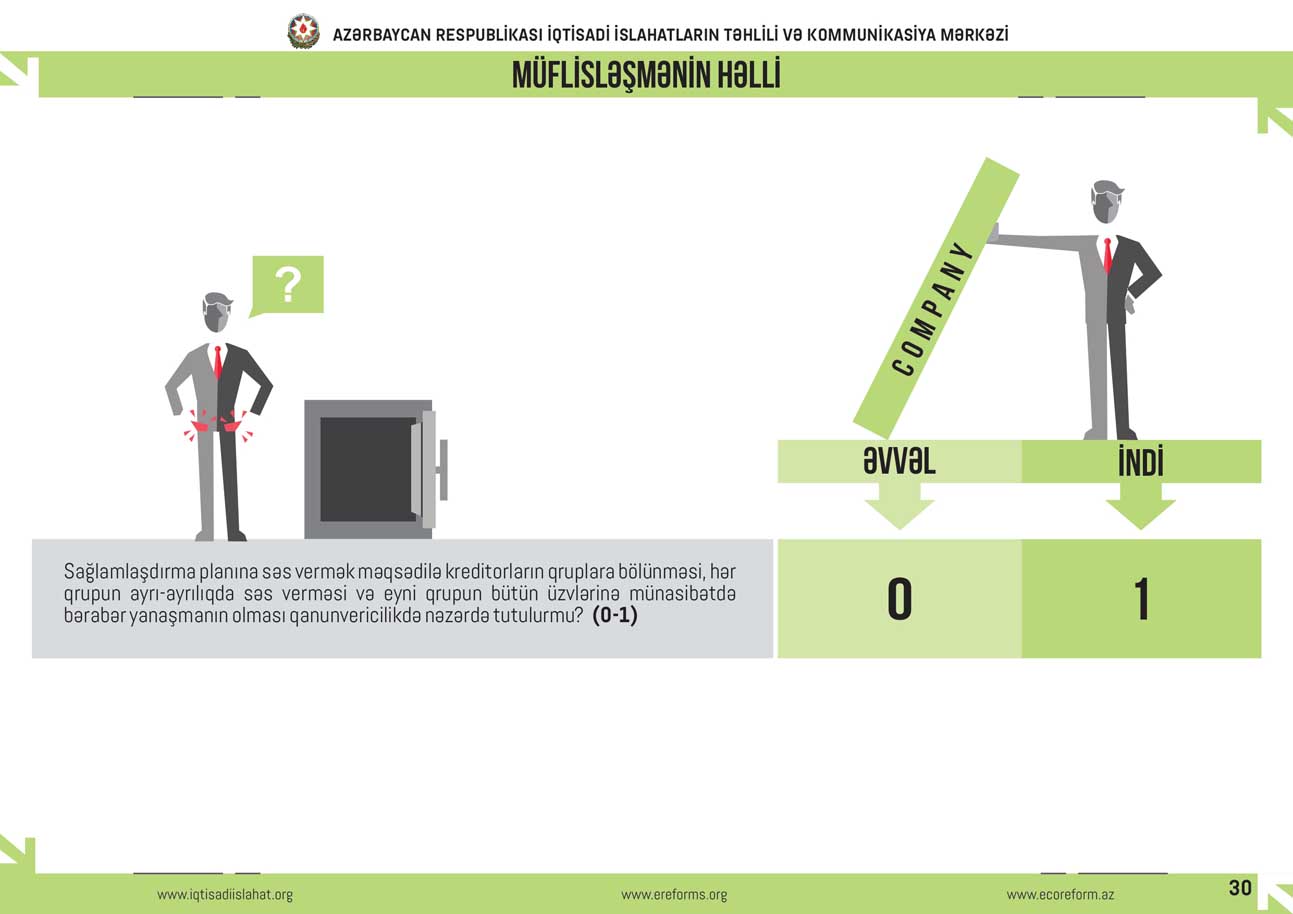 AZƏRBAYCAN RESPUBLİKASI İQTİSADİ İSLAHATLARIN TƏHLİLİ VƏ KOMMUNİKASİYA MƏRKƏZİ
MÜFLİSLƏŞMƏNİN HƏLLİ
?
COMPANY
ƏVVƏL
İNDİ
Sağlamlaşdırma planına səs vermək məqsədilə kreditorların qruplara bölünməsi, hər
qrupun ayrı-ayrılıqda səs verməsi və eyni qrupun bütün üzvlərinə münasibətdə
bərabər yanaşmanın olması qanunvericilikdə nəzərdə tutulurmu? (0-1)
0
1
www.iqtisadiislahat.org
www.ereforms.org
www.ecoreform.az
30